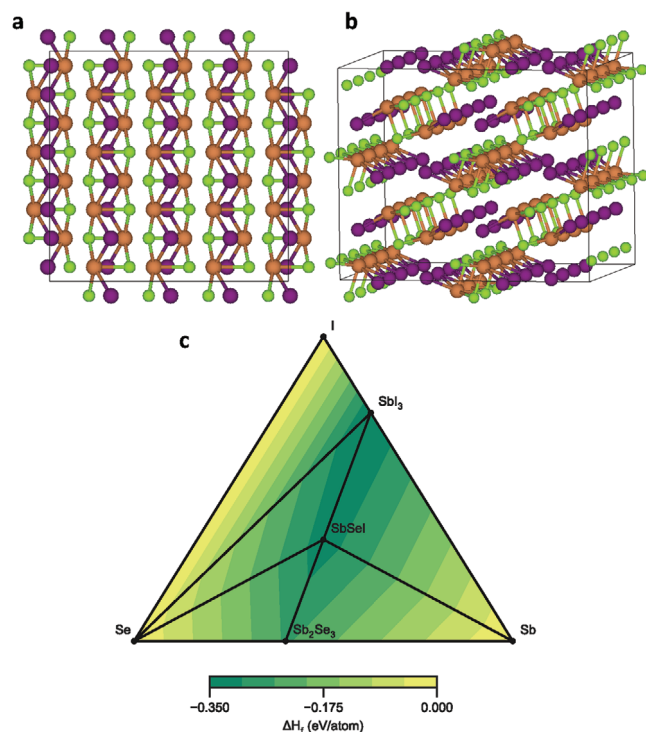 a
b
c
I
SbI₃
SbSeI
Se
Sb₂Se₃
Sb
−0.350
−0.175
0.000
ΔHf (eV/atom)